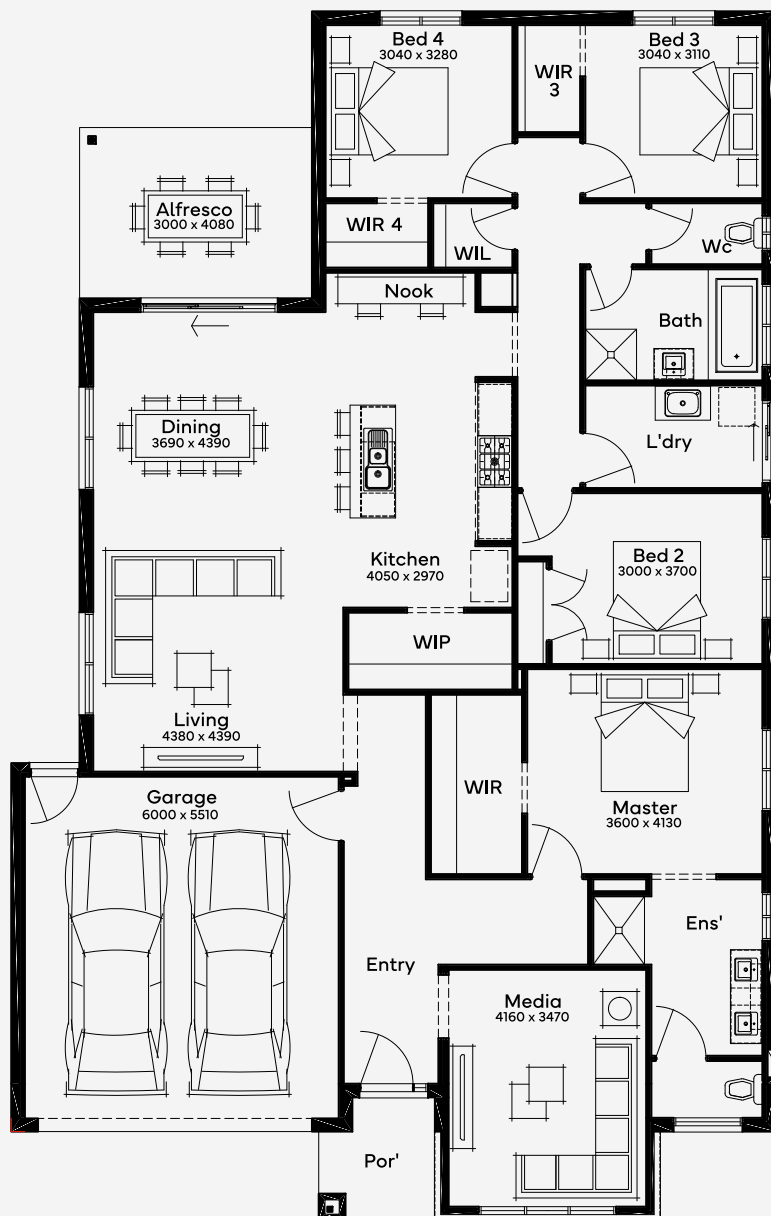 Bed 4
3040 x 3280
WIR
3
Bed 3
3040 x 3110
Alfresco
3000 x 4080
WIR 4
WIL
Wc
Nook
Bath
Dining
3690 x 4390
L'dry
Kitchen
4050 x 2970
Bed 2
3000 x 3700
WIP
Living
4380 x 4390
WIR
Master
3600 x 4130
Garage
6000 x 5510
Ens'
Entry
Media
4160 x 3470
Por'